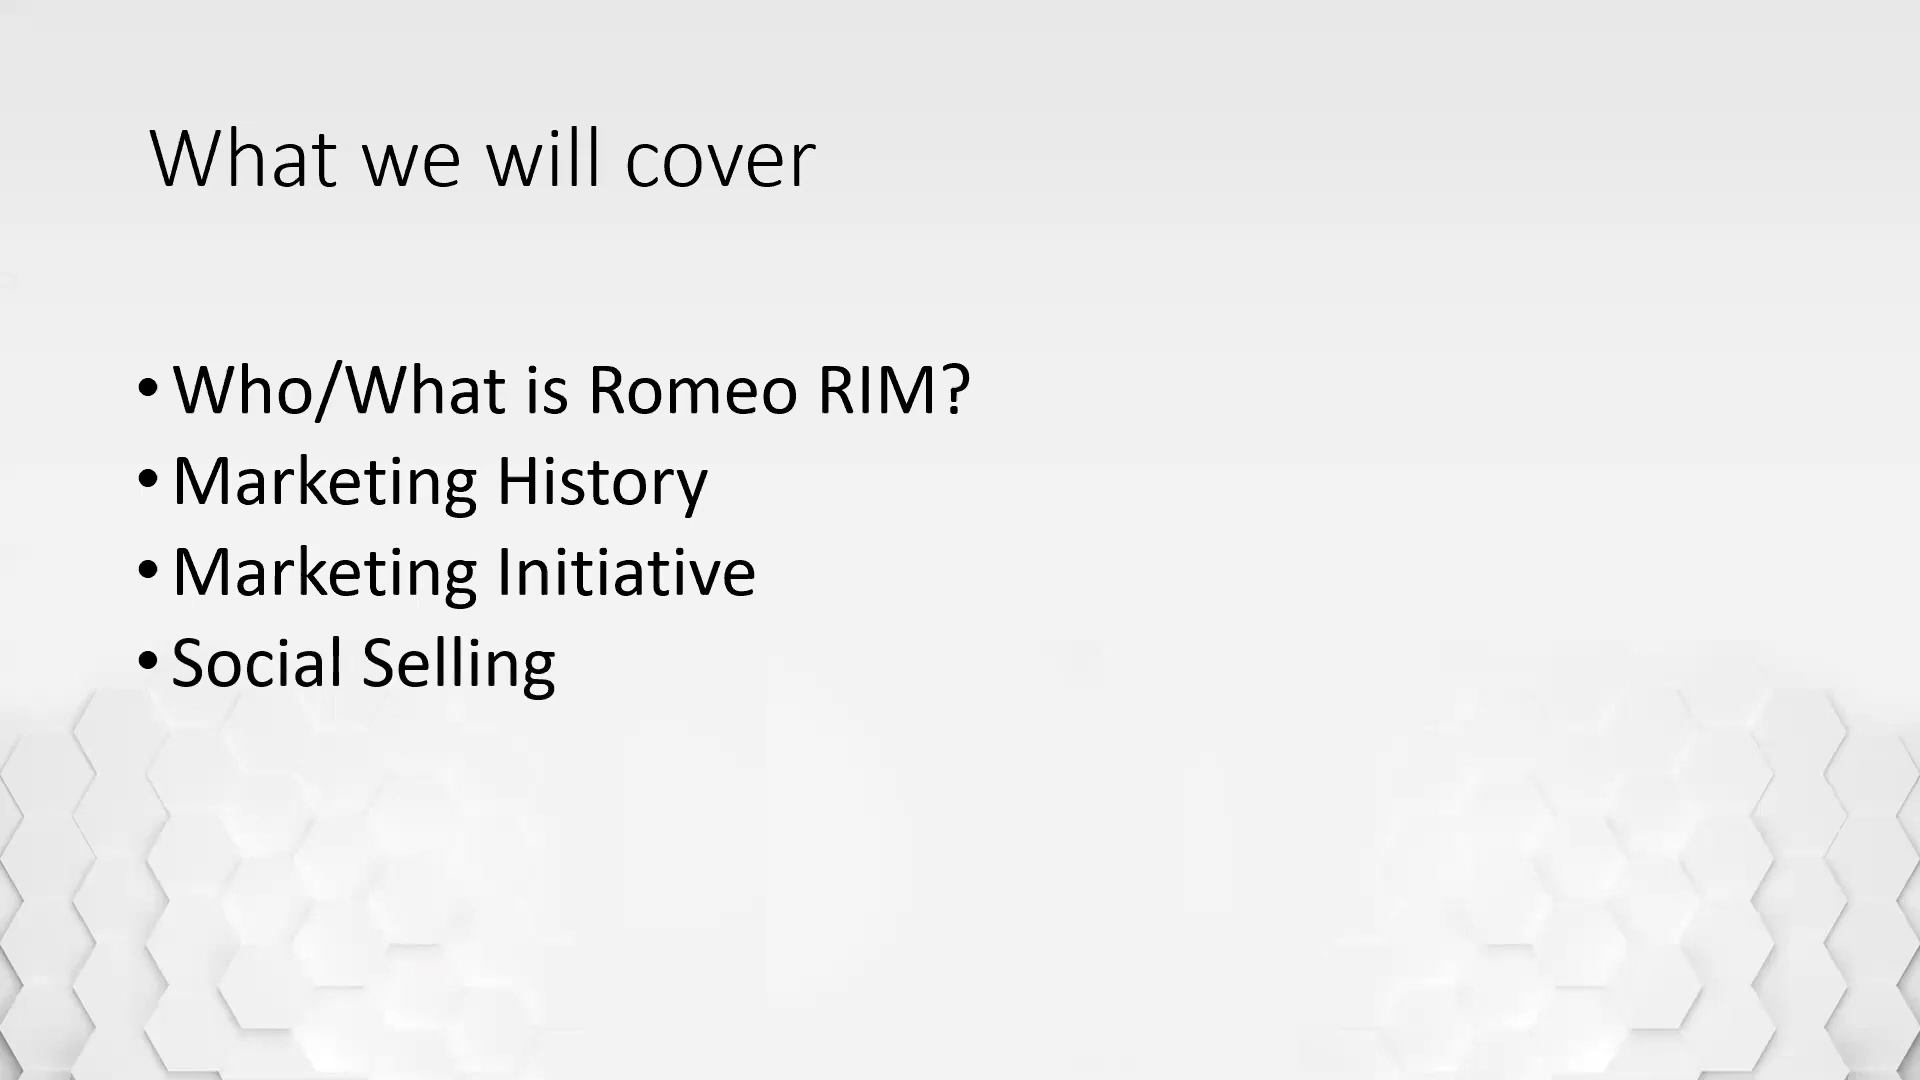 What we will cover
• Who/What is Romeo RIM?
• Marketing History
• Marketing Initiative
• Social Selling